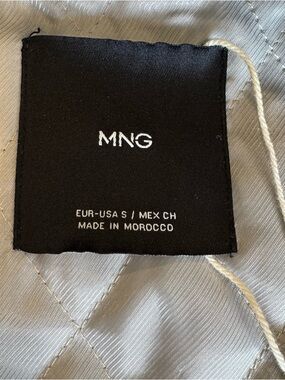 MNG
EUR-USA S / MEX CH
MADE IN MOROCCO